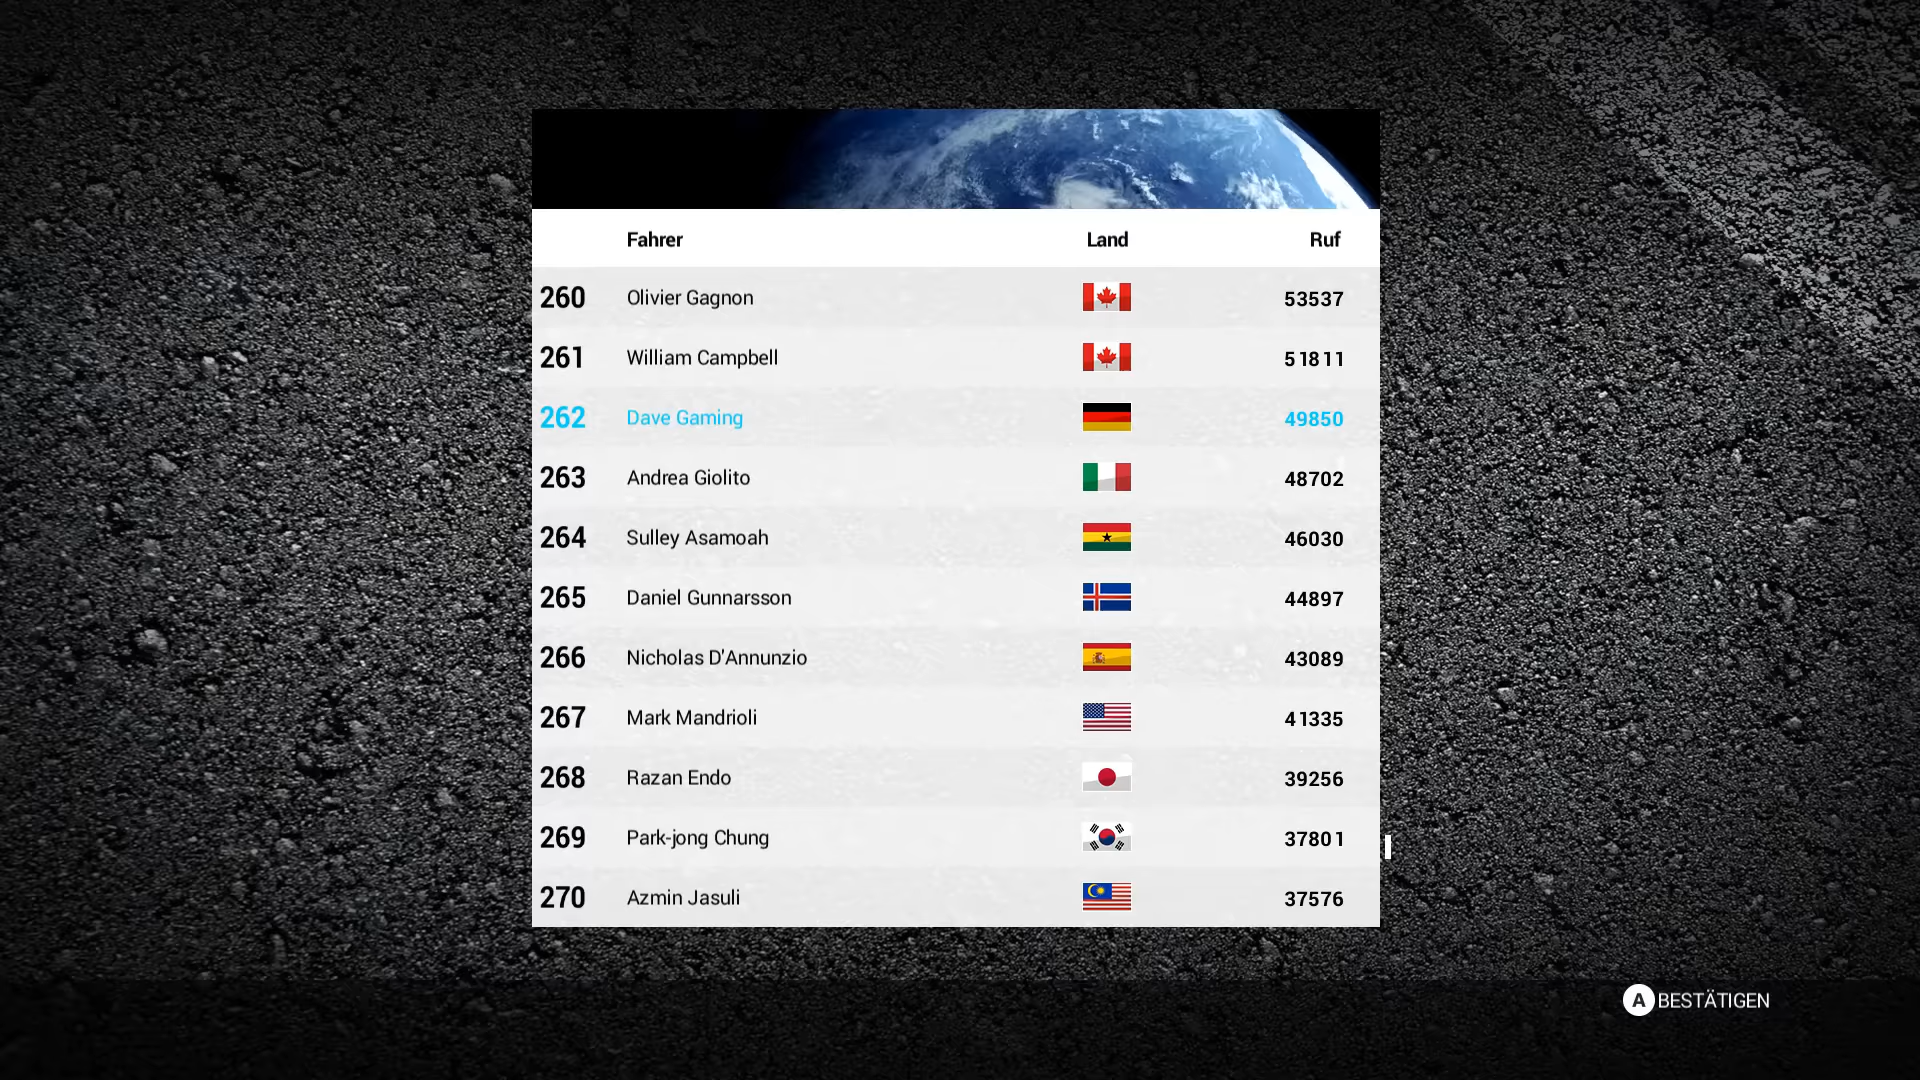 Fahrer Land Ruf
260 Olivier Gagnon 53537
261 William Campbell 51811
262 Dave Gaming 49850
263 Andrea Giolito 48702
264 Sulley Asamoah 46030
265 Daniel Gunnarsson 44897
266 Nicholas D'Annunzio 43089
267 Mark Mandrioli 41335
268 Razan Endo 39256
269 Park-jong Chung 37801
270 Azmin Jasuli 37576
A BESTÄTIGEN